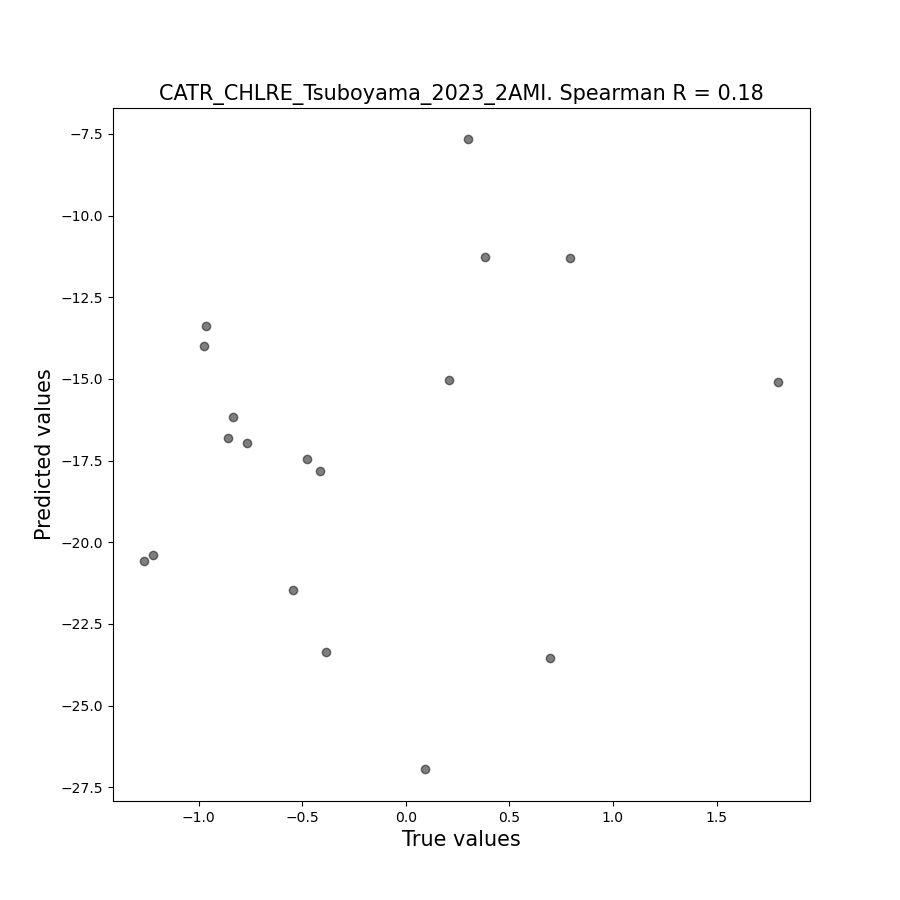 CATR_CHLRE_Tsuboyama_2023_2AMI. Spearman R = 0.18
−7.5
−10.0
−12.5
−15.0
−17.5
−20.0
−22.5
−25.0
−27.5
Predicted values
−1.0 −0.5 0.0 0.5 1.0 1.5
True values